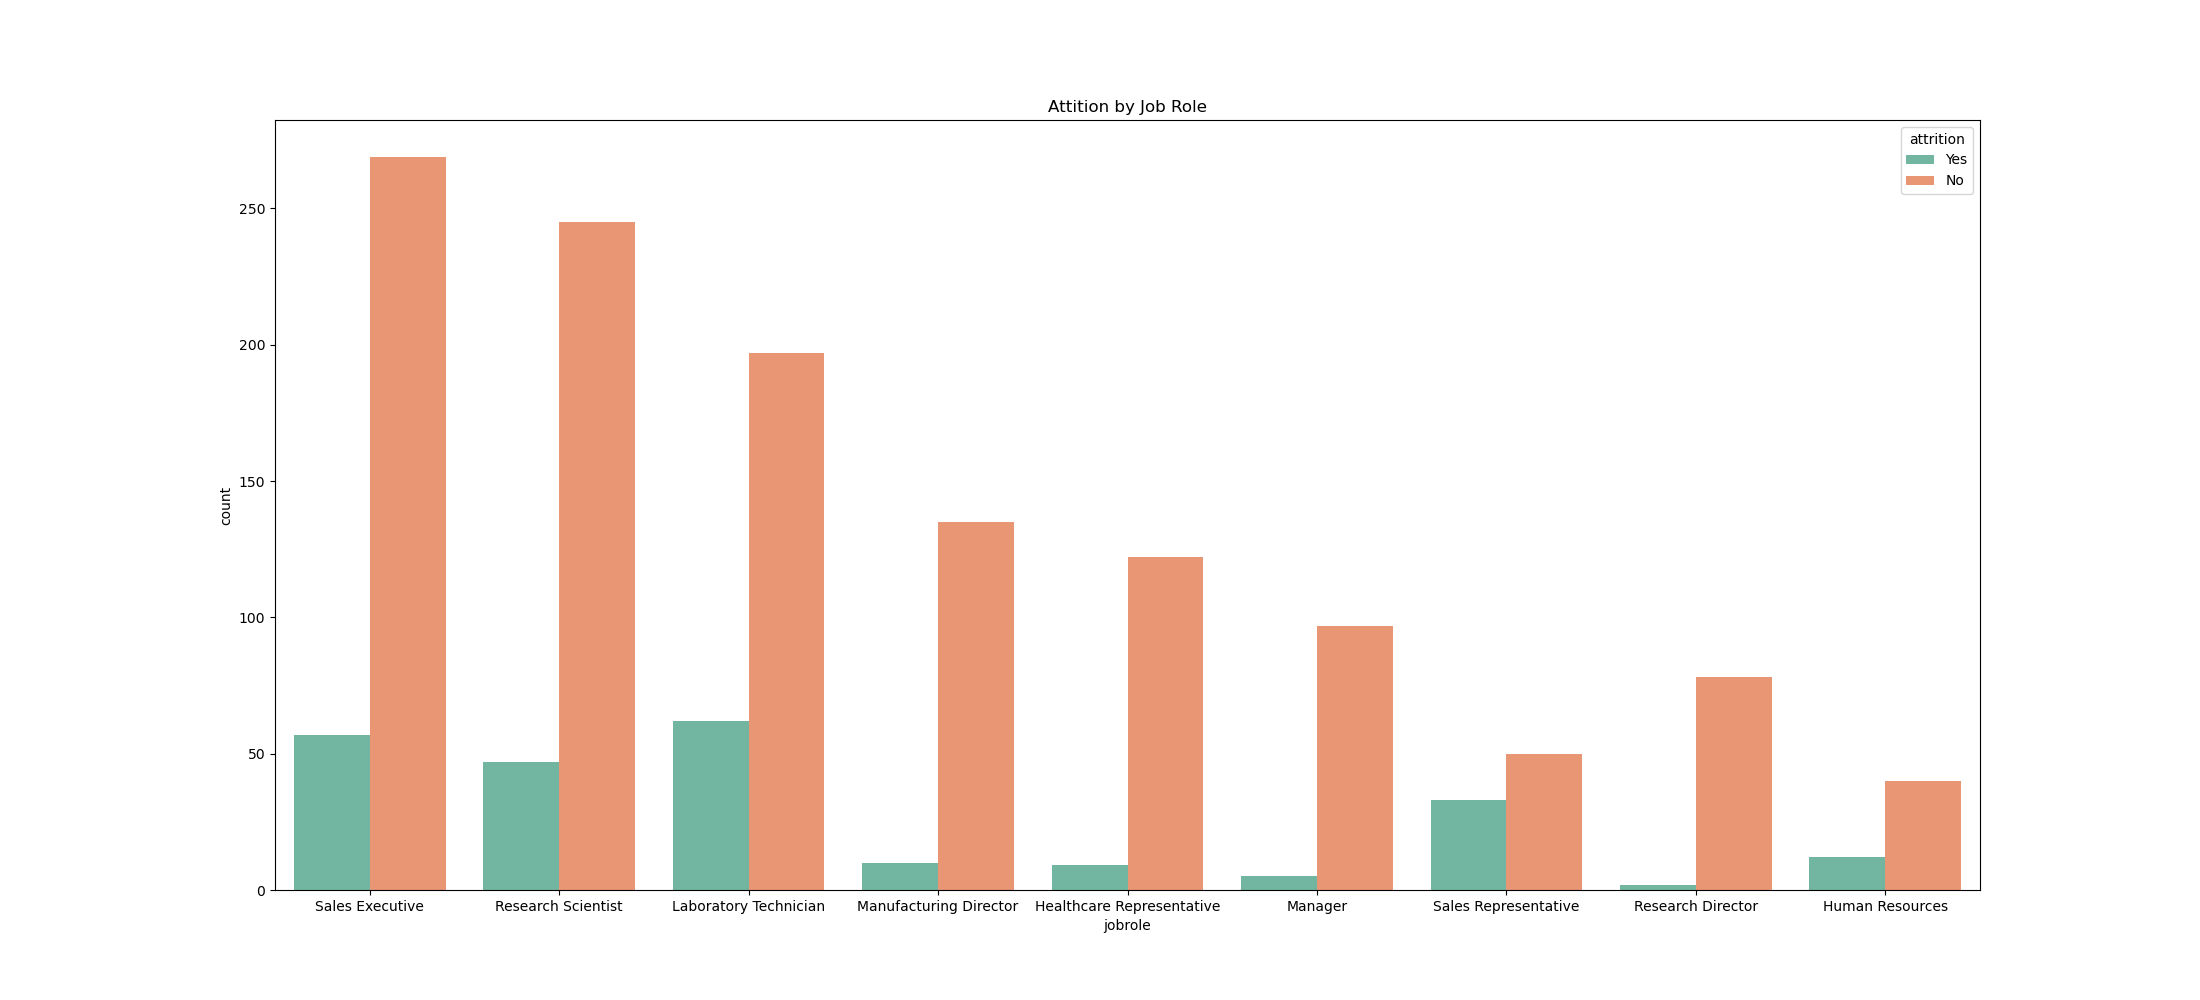 Attition by Job Role
attrition
Yes
No
250
200
150
100
50
0
count
Sales Executive Research Scientist Laboratory Technician Manufacturing Director Healthcare Representative Manager Sales Representative Research Director Human Resources
jobrole